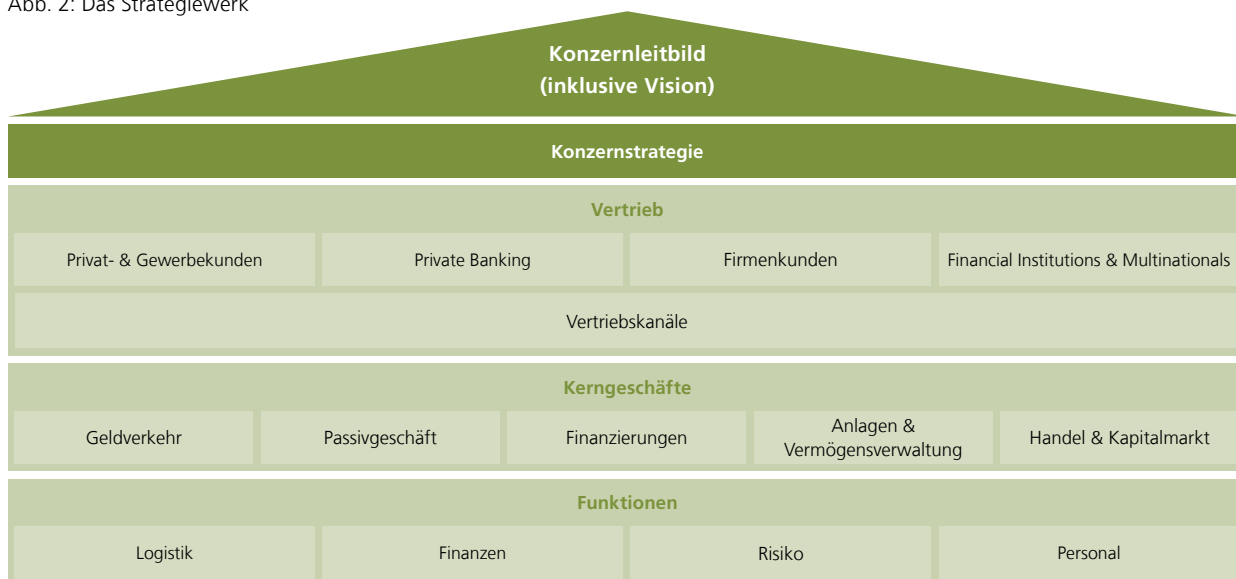 Abb. 2: Das Strategiewerk
Konzernleitbild
(inklusive Vision)
Konzernstrategie
Vertrieb
Privat- & Gewerbekunden
Private Banking
Firmenkunden
Financial Institutions & Multinationals
Vertriebskanäle
Kerngeschäfte
Geldverkehr
Passivgeschäft
Finanzierungen
Anlagen &
Vermögensverwaltung
Handel & Kapitalmarkt
Funktionen
Logistik
Finanzen
Risiko
Personal